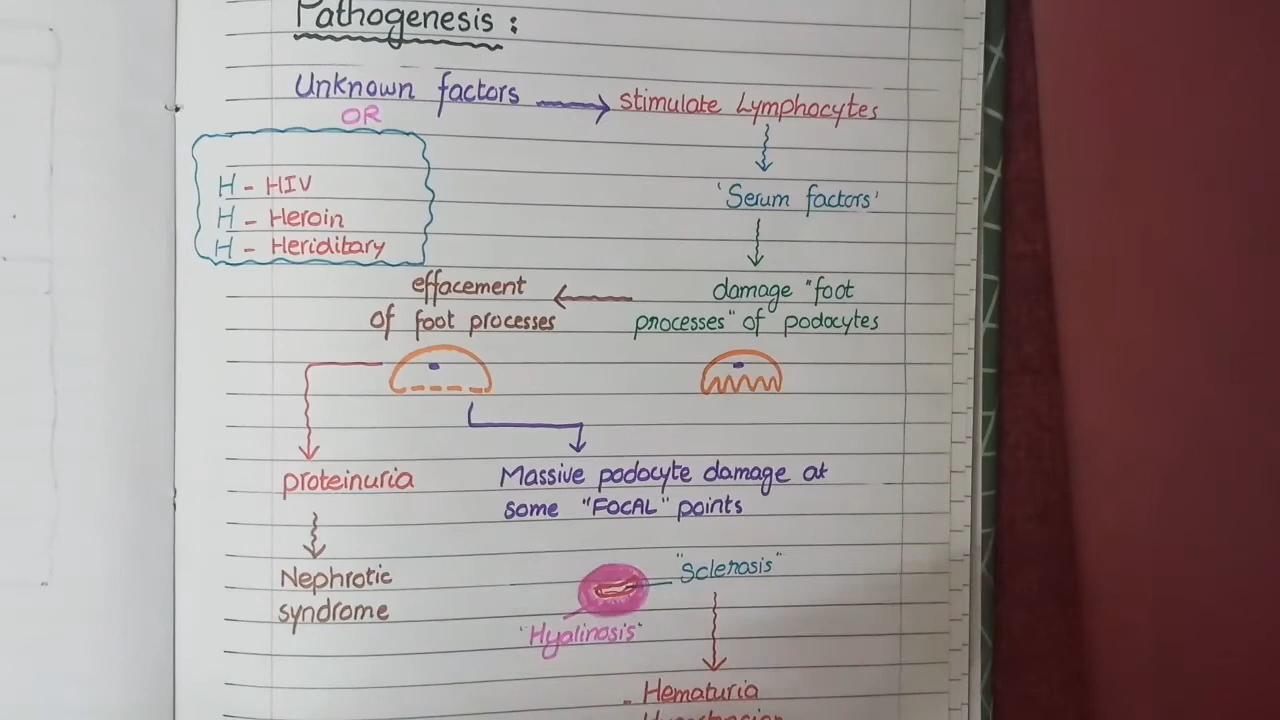 Pathogenesis :
Unknown factors → stimulate Lymphocytes
OR
H - HIV
H - Heroin
H - Heriditary
'Serum factors'
damage "foot
processes" of podocytes
effacement
of foot processes
proteinuria
Nephrotic
syndrome
Massive podocyte damage at
some "FOCAL" points
"Sclerosis"
"Hyalinosis"
- Hematuria